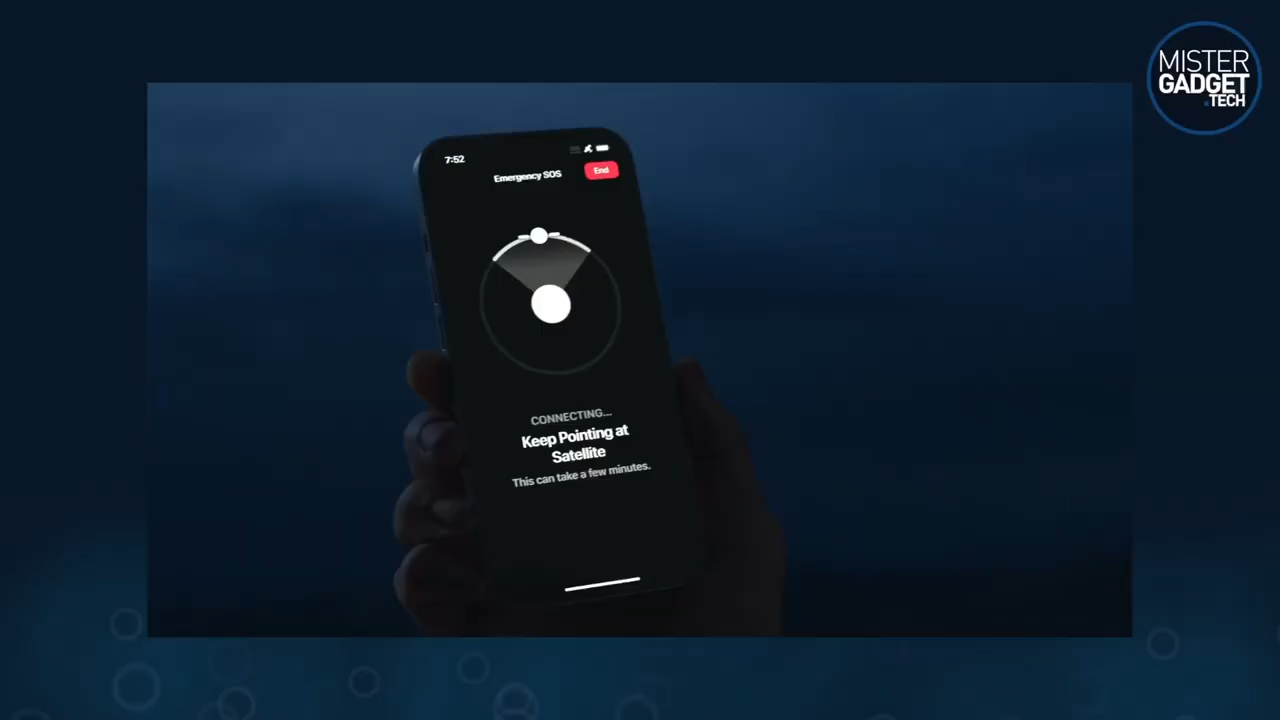 MISTER
GADGET
.TECH
7:52
Emergency SOS
End
CONNECTING...
Keep Pointing at
Satellite
This can take a few minutes.